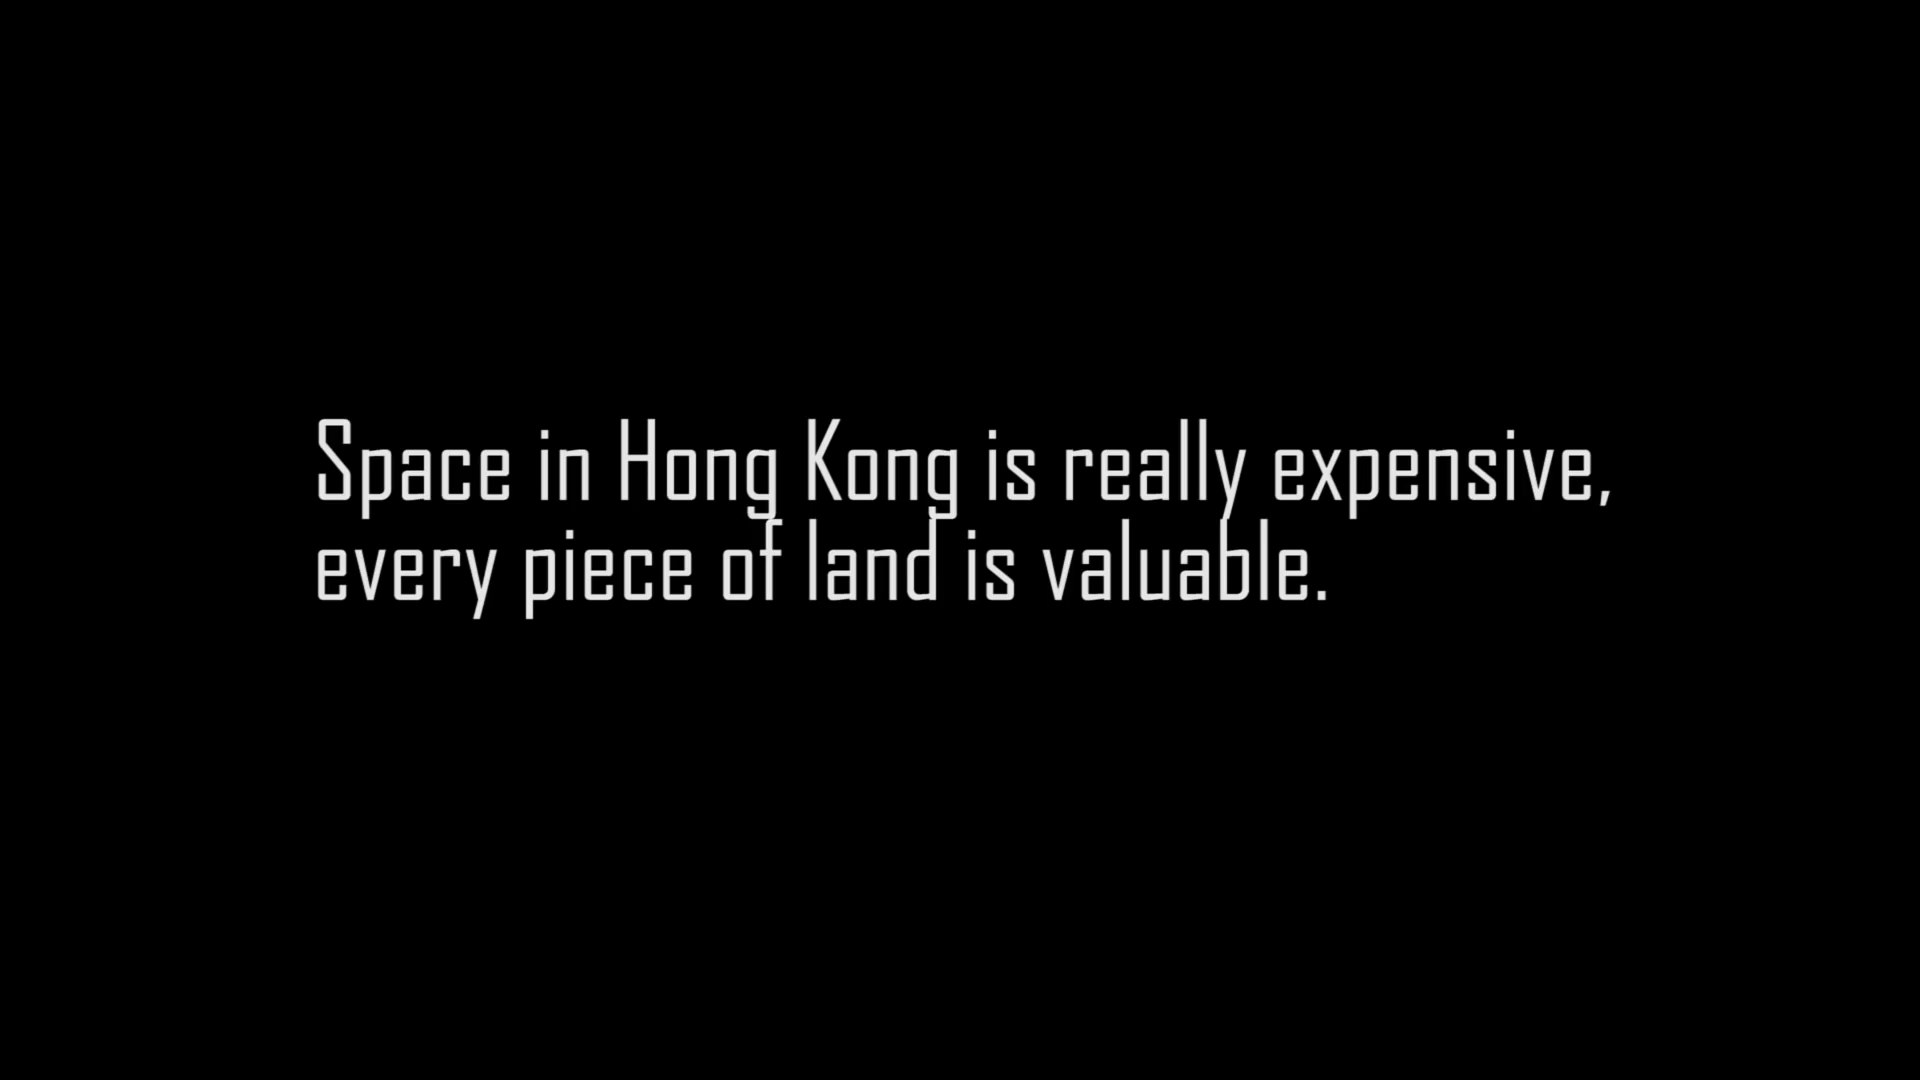 Space in Hong Kong is really expensive,
every piece of land is valuable.